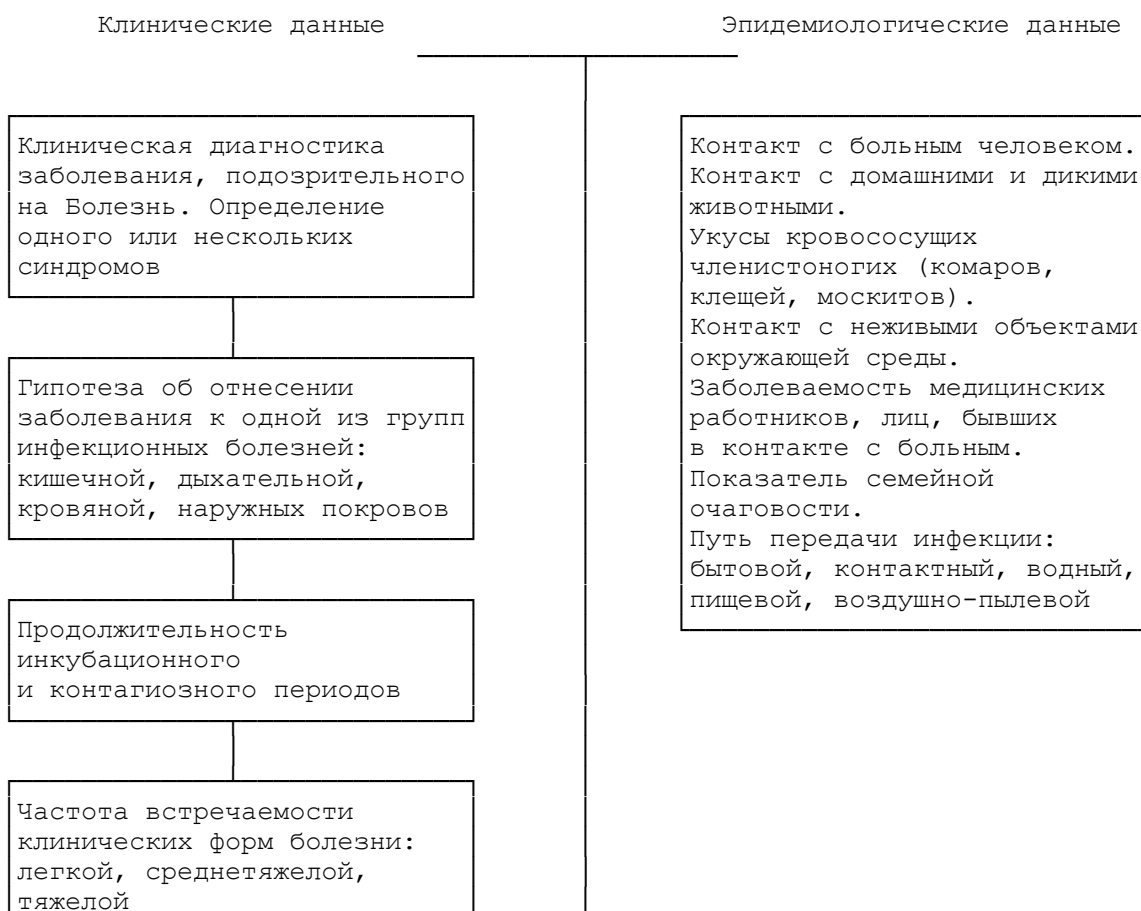 Клинические данные
Эпидемиологические данные
Клиническая диагностика
заболевания, подозрительного
на Болезнь. Определение
одного или нескольких
синдромов
Гипотеза об отнесении
заболевания к одной из групп
инфекционных болезней:
кишечной, дыхательной,
кровяной, наружных покровов
Продолжительность
инкубационного
и контагиозного периодов
Частота встречаемости
клинических форм болезни:
легкой, среднетяжелой,
тяжелой
Контакт с больным человеком.
Контакт с домашними и дикими
животными.
Укусы кровососущих
членистоногих (комаров,
клещей, москитов).
Контакт с неживыми объектами
окружающей среды.
Заболеваемость медицинских
работников, лиц, бывших
в контакте с больным.
Показатель семейной
очаговости.
Путь передачи инфекции:
бытовой, контактный, водный,
пищевой, воздушно-пылевой